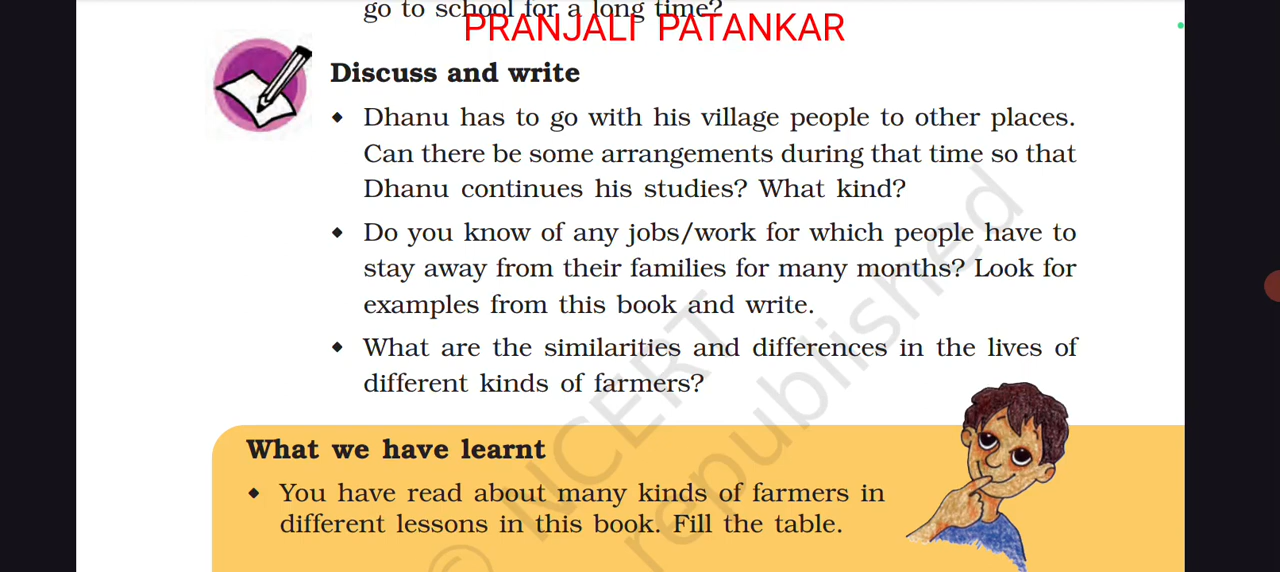 go to school for a long time?
PRANJALI PATANKAR
Discuss and write
◆ Dhanu has to go with his village people to other places.
Can there be some arrangements during that time so that
Dhanu continues his studies? What kind?
◆ Do you know of any jobs/work for which people have to
stay away from their families for many months? Look for
examples from this book and write.
◆ What are the similarities and differences in the lives of
different kinds of farmers?
What we have learnt
◆ You have read about many kinds of farmers in
different lessons in this book. Fill the table.
© NCERT
republished